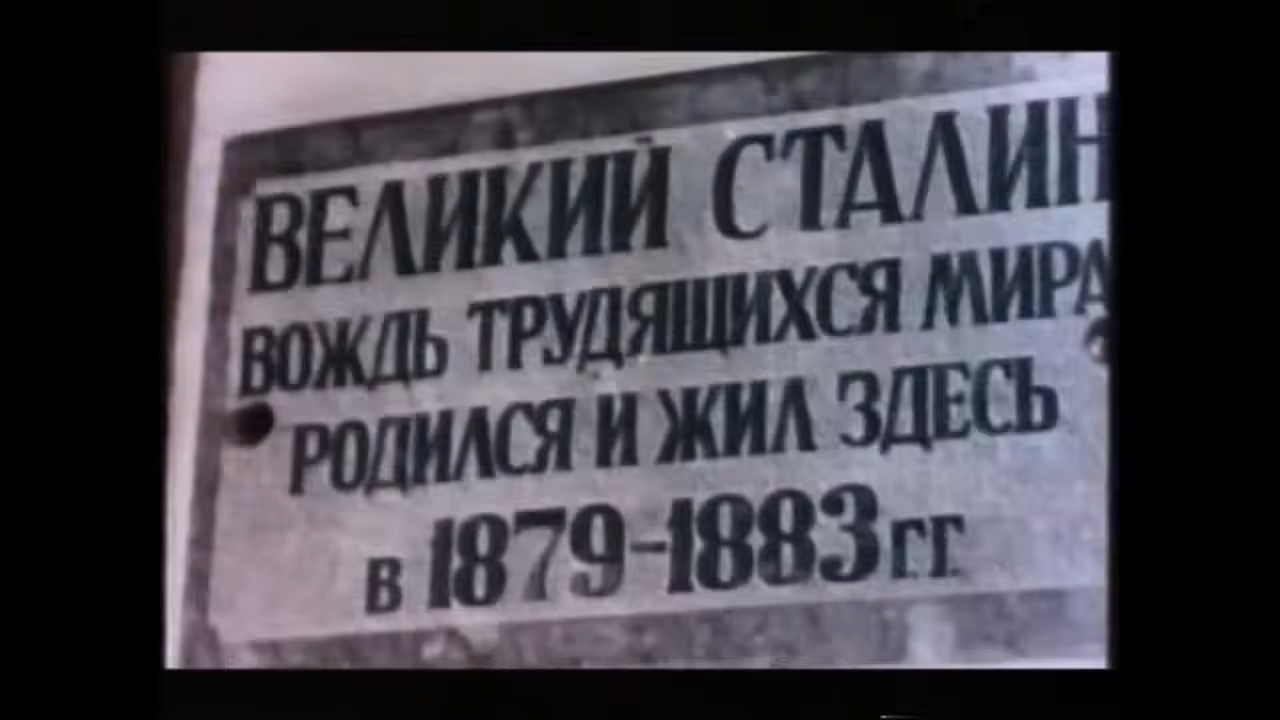 ВЕЛИКИЙ СТАЛИН
ВОЖДЬ ТРУДЯЩИХСЯ МИРА
РОДИЛСЯ И ЖИЛ ЗДЕСЬ
В 1879-1883 гг.